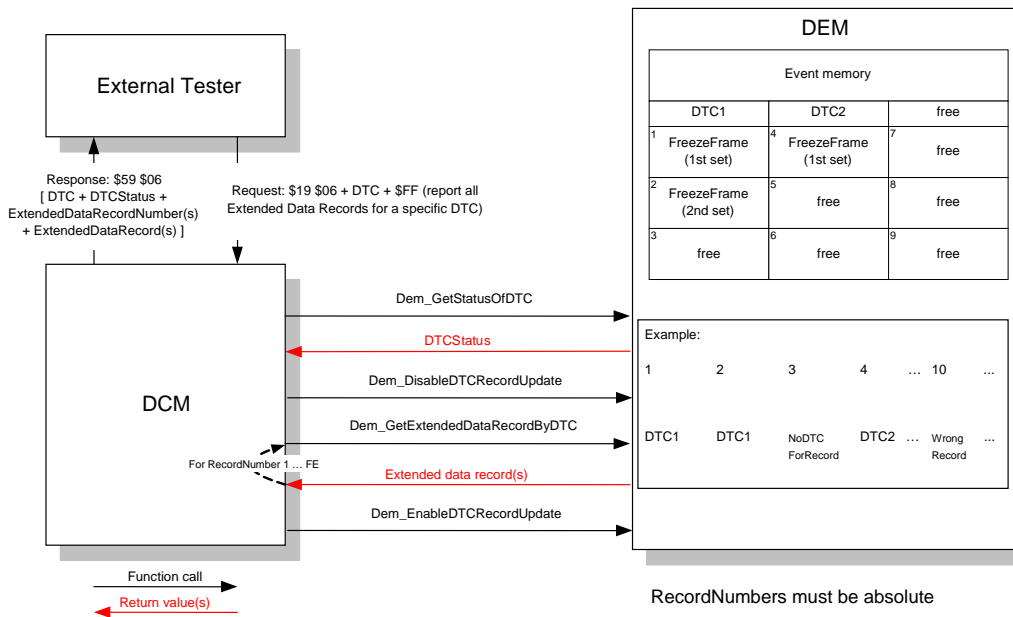 External Tester
Response: $59 $06
[ DTC + DTCStatus +
ExtendedDataRecordNumber(s)
+ ExtendedDataRecord(s) ]
Request: $19 $06 + DTC + $FF (report all
Extended Data Records for a specific DTC)
DCM
For RecordNumber 1 ... FE
Dem_GetStatusOfDTC
DTCStatus
Dem_DisableDTCRecordUpdate
Dem_GetExtendedDataRecordByDTC
Extended data record(s)
Dem_EnableDTCRecordUpdate
Function call
Return value(s)
DEM
Event memory
DTC1 DTC2 free
1 FreezeFrame (1st set) 4 FreezeFrame (1st set) 7 free
2 FreezeFrame (2nd set) 5 free 8 free
3 free 6 free 9 free
Example:
1 2 3 4 ... 10 ...
DTC1 DTC1 NoDTC ForRecord DTC2 ... Wrong Record ...
RecordNumbers must be absolute